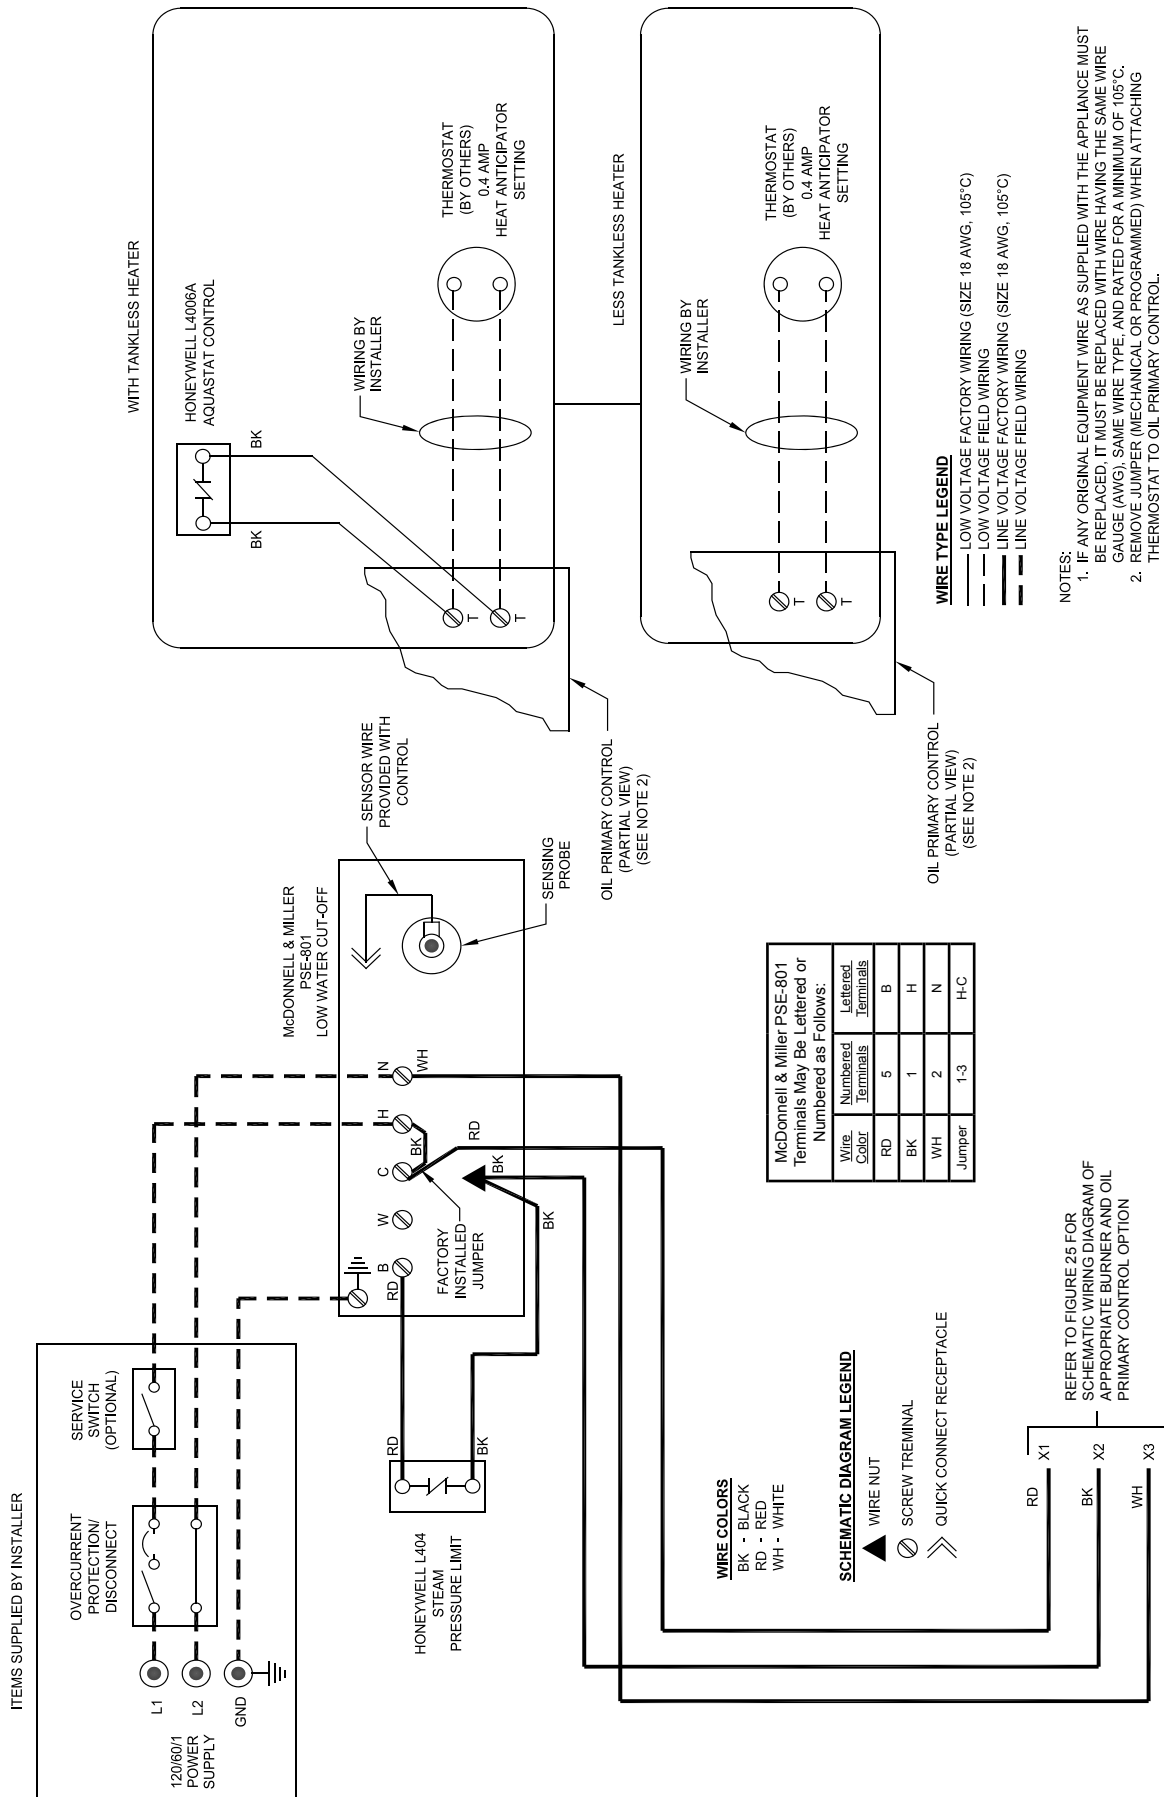 ITEMS SUPPLIED BY INSTALLER
120/60/1
POWER
SUPPLY
L1
L2
GND
OVERCURRENT
PROTECTION/
DISCONNECT
SERVICE
SWITCH
(OPTIONAL)
HONEYWELL L404
STEAM
PRESSURE LIMIT
RD
BK
McDONNELL & MILLER
PSE-801
LOW WATER CUT-OFF
B
W
C
H
N
RD
BK
WH
RD
BK
BK
FACTORY
INSTALLED
JUMPER
SENSOR WIRE
PROVIDED WITH
CONTROL
SENSING
PROBE
WITH TANKLESS HEATER
HONEYWELL L4006A
AQUASTAT CONTROL
BK
BK
WIRING BY
INSTALLER
THERMOSTAT
(BY OTHERS)
0.4 AMP
HEAT ANTICIPATOR
SETTING
T
T
OIL PRIMARY CONTROL
(PARTIAL VIEW)
(SEE NOTE 2)
LESS TANKLESS HEATER
WIRING BY
INSTALLER
THERMOSTAT
(BY OTHERS)
0.4 AMP
HEAT ANTICIPATOR
SETTING
T
T
OIL PRIMARY CONTROL
(PARTIAL VIEW)
(SEE NOTE 2)
WIRE COLORS
BK - BLACK
RD - RED
WH - WHITE
SCHEMATIC DIAGRAM LEGEND
WIRE NUT
SCREW TREMINAL
QUICK CONNECT RECEPTACLE
McDonnell & Miller PSE-801
Terminals May Be Lettered or
Numbered as Follows:
Wire Color Numbered Terminals Lettered Terminals
RD 5 B
BK 1 H
WH 2 N
Jumper 1-3 H-C
RD
X1
BK
X2
WH
X3
REFER TO FIGURE 25 FOR
SCHEMATIC WIRING DIAGRAM OF
APPROPRIATE BURNER AND OIL
PRIMARY CONTROL OPTION
WIRE TYPE LEGEND
LOW VOLTAGE FACTORY WIRING (SIZE 18 AWG, 105°C)
LOW VOLTAGE FIELD WIRING
LINE VOLTAGE FACTORY WIRING (SIZE 18 AWG, 105°C)
LINE VOLTAGE FIELD WIRING
NOTES:
1. IF ANY ORIGINAL EQUIPMENT WIRE AS SUPPLIED WITH THE APPLIANCE MUST
BE REPLACED, IT MUST BE REPLACED WITH WIRE HAVING THE SAME WIRE
GAUGE (AWG), SAME WIRE TYPE, AND RATED FOR A MINIMUM OF 105°C.
2. REMOVE JUMPER (MECHANICAL OR PROGRAMMED) WHEN ATTACHING
THERMOSTAT TO OIL PRIMARY CONTROL.